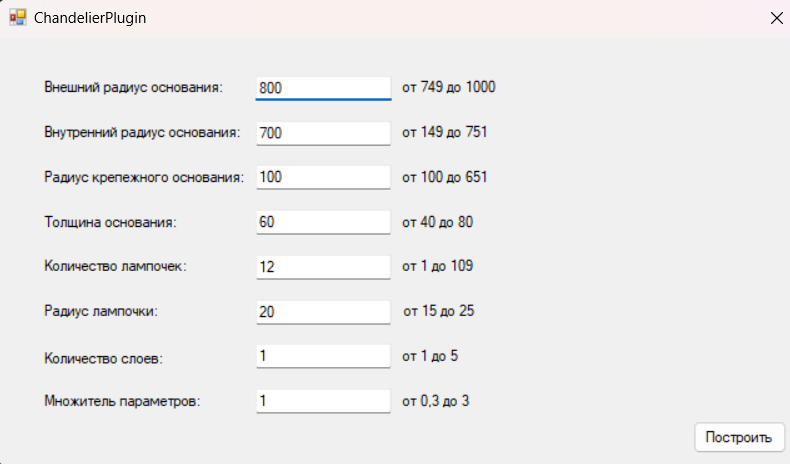 ChandelierPlugin
Внешний радиус основания: 800 от 749 до 1000
Внутренний радиус основания: 700 от 149 до 751
Радиус крепежного основания: 100 от 100 до 651
Толщина основания: 60 от 40 до 80
Количество лампочек: 12 от 1 до 109
Радиус лампочки: 20 от 15 до 25
Количество слоев: 1 от 1 до 5
Множитель параметров: 1 от 0,3 до 3
Построить